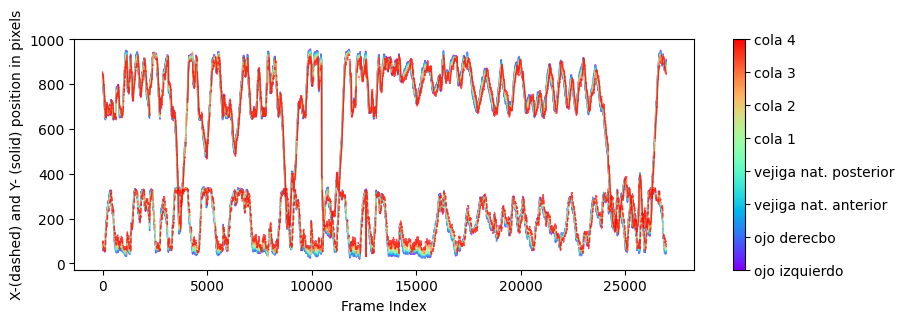 X-(dashed) and Y- (solid) position in pixels
1000
800
600
400
200
0
0
5000
10000
15000
20000
25000
Frame Index
cola 4
cola 3
cola 2
cola 1
vejiga nat. posterior
vejiga nat. anterior
ojo derecbo
ojo izquierdo